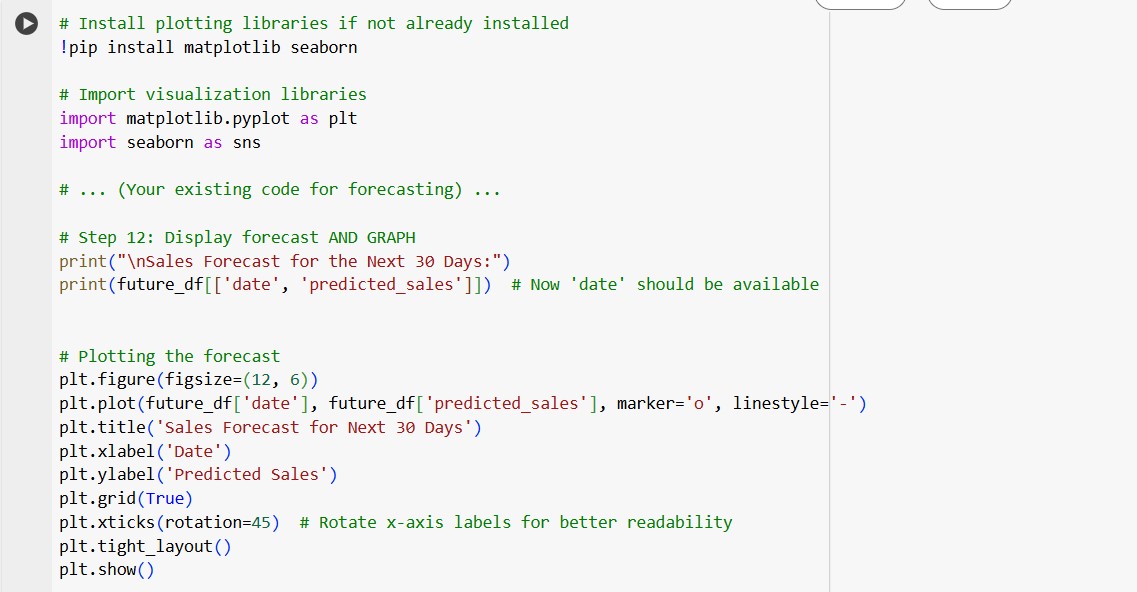 # Install plotting libraries if not already installed
!pip install matplotlib seaborn
# Import visualization libraries
import matplotlib.pyplot as plt
import seaborn as sns
# ... (Your existing code for forecasting) ...
# Step 12: Display forecast AND GRAPH
print("\nSales Forecast for the Next 30 Days:")
print(future_df[['date', 'predicted_sales']])  # Now 'date' should be available
# Plotting the forecast
plt.figure(figsize=(12, 6))
plt.plot(future_df['date'], future_df['predicted_sales'], marker='o', linestyle='-')
plt.title('Sales Forecast for Next 30 Days')
plt.xlabel('Date')
plt.ylabel('Predicted Sales')
plt.grid(True)
plt.xticks(rotation=45)  # Rotate x-axis labels for better readability
plt.tight_layout()
plt.show()